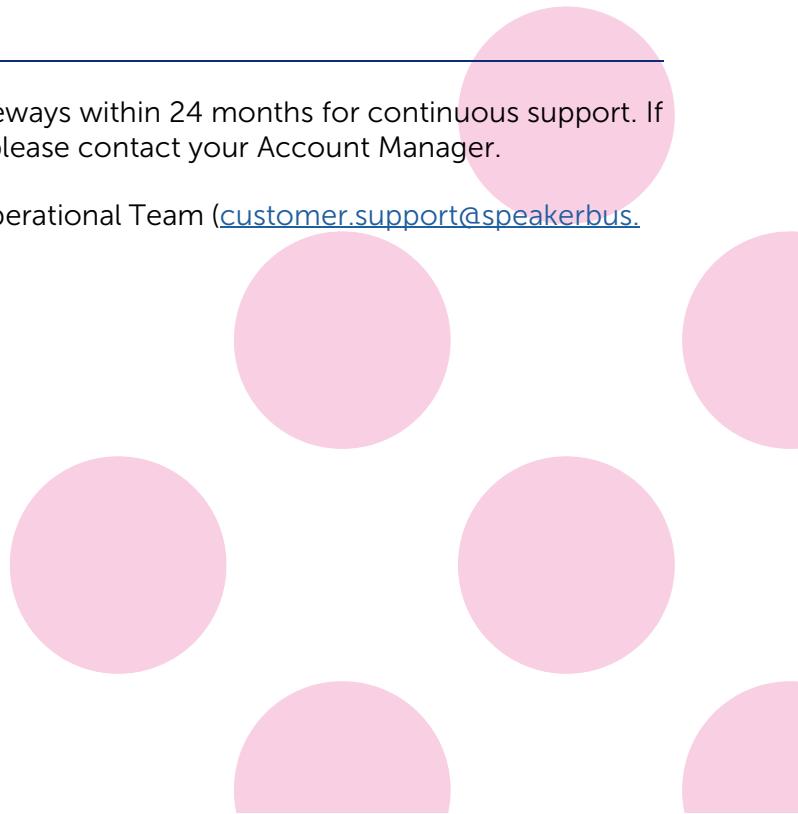 eways within 24 months for continuous support. If
please contact your Account Manager.
perational Team (customer.support@speakerbus.